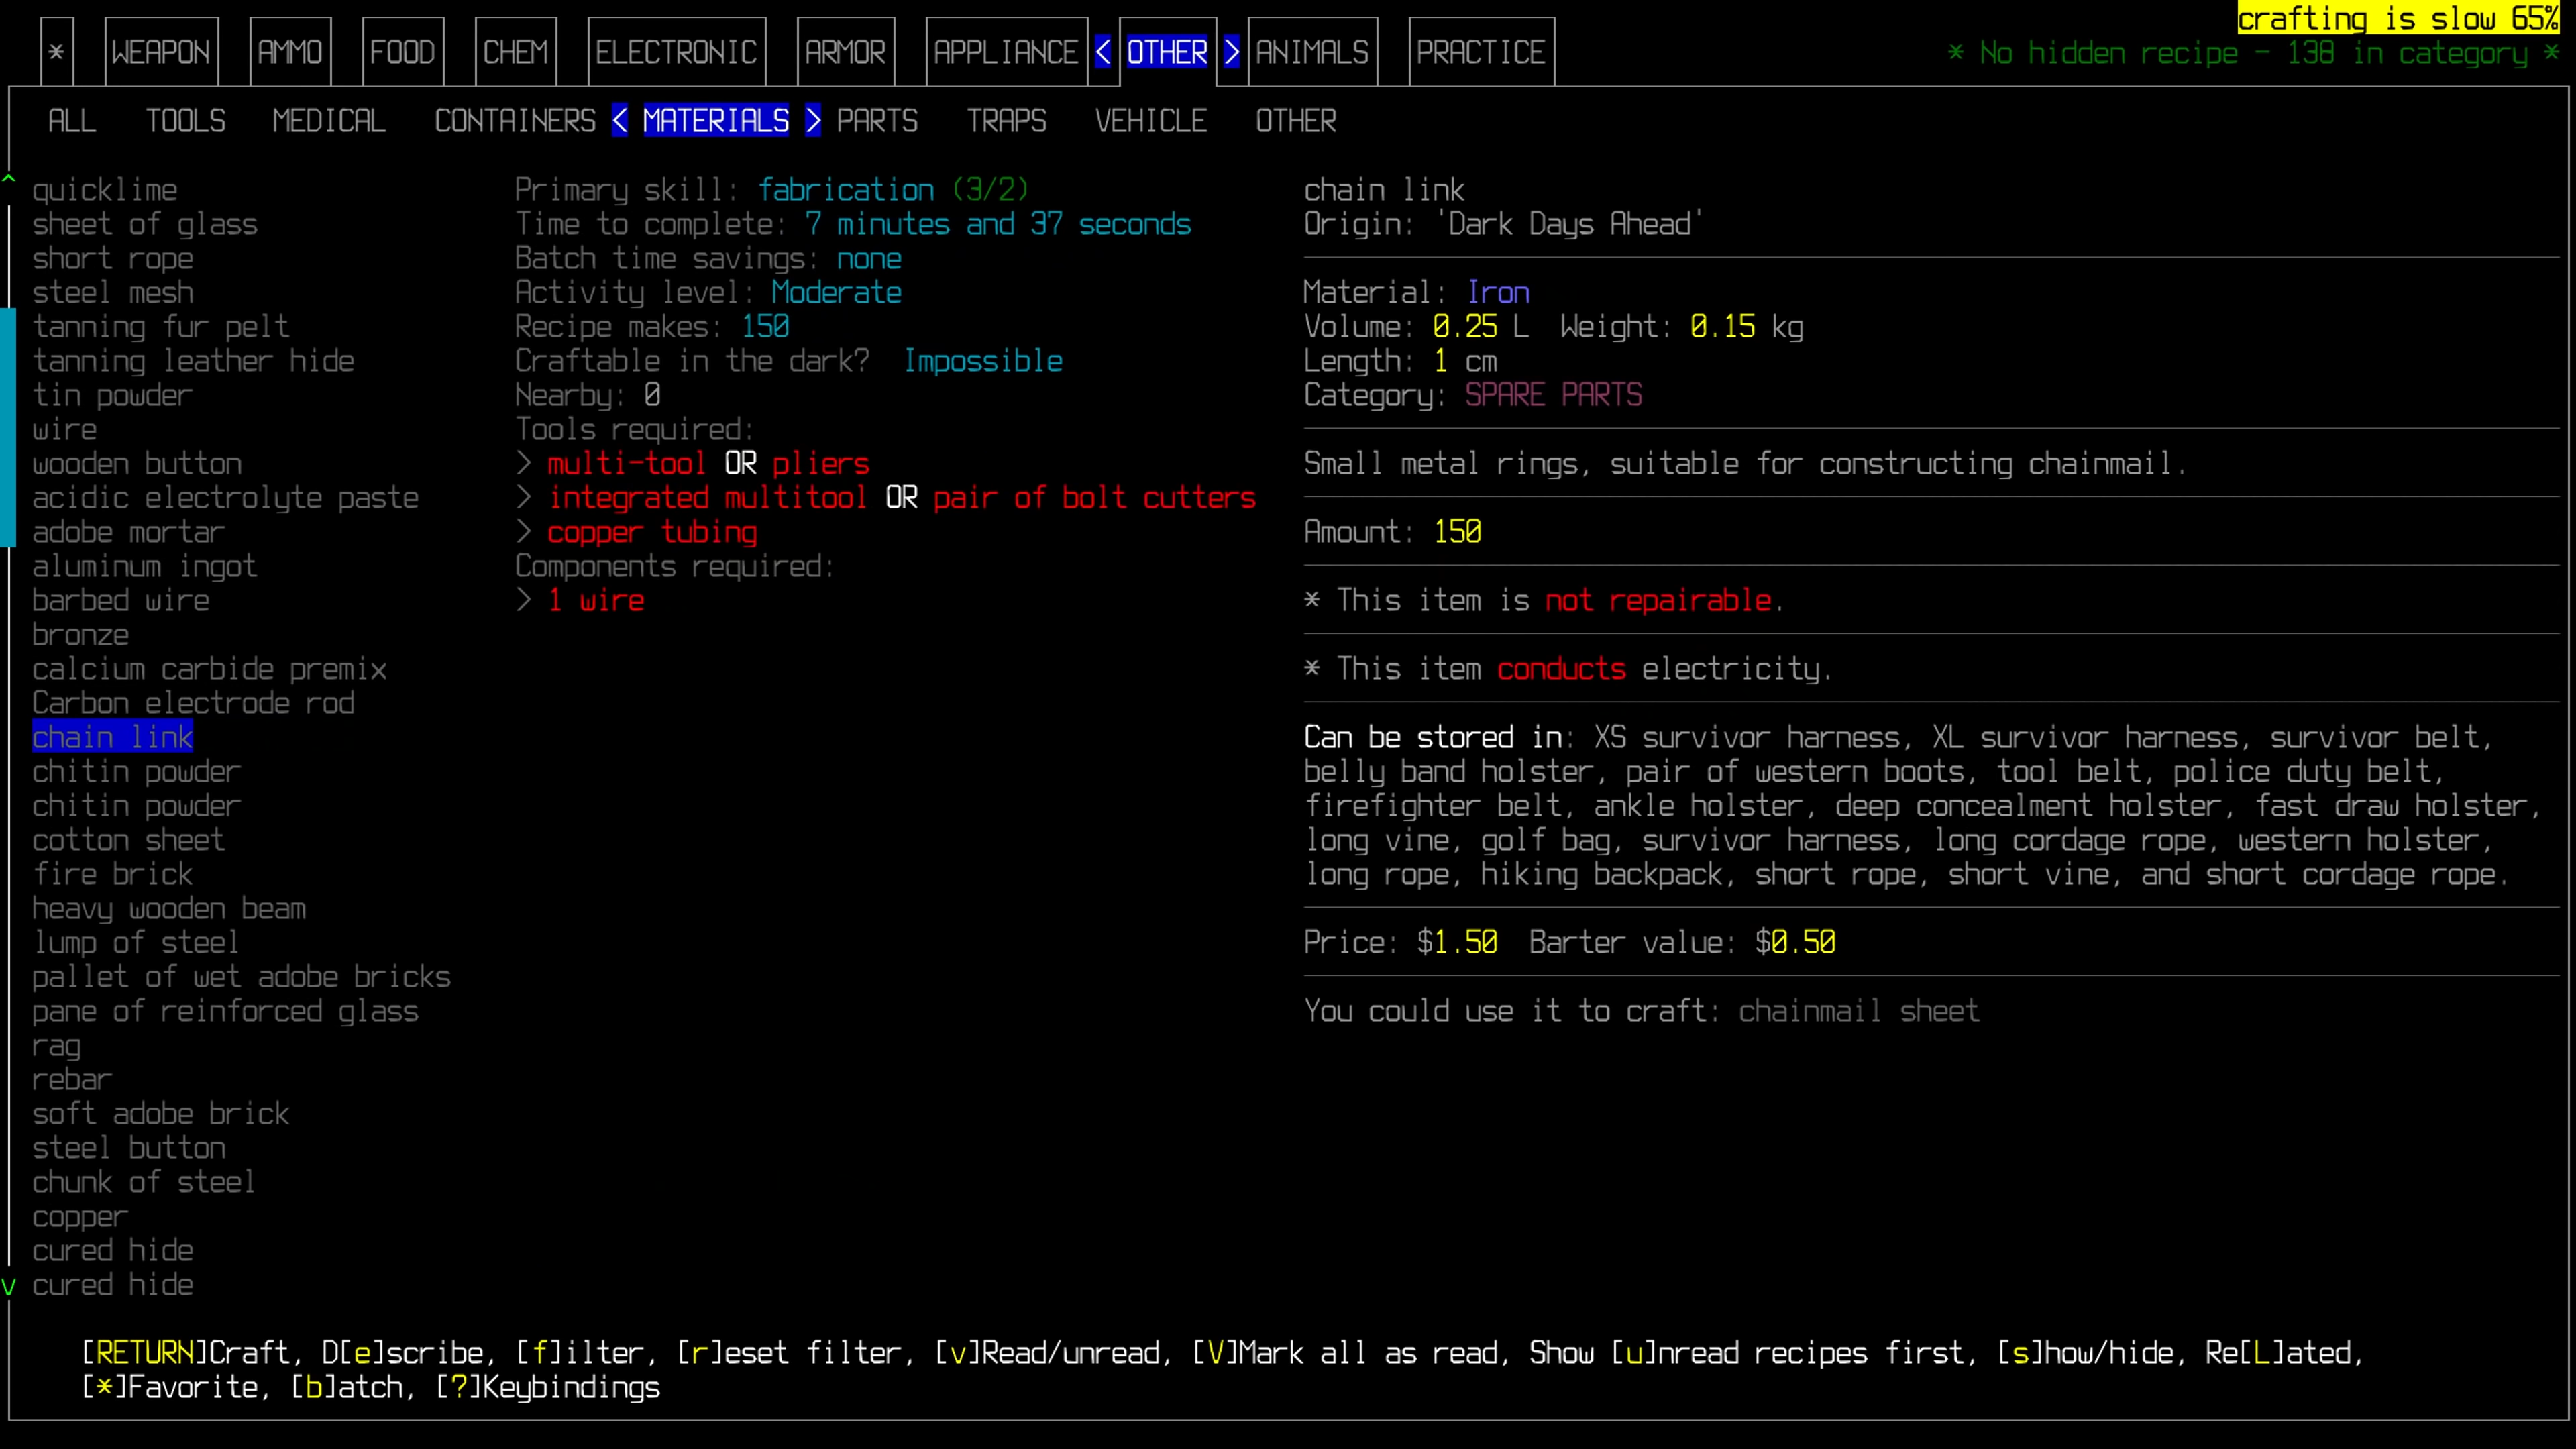 crafting is slow 65%
* WEAPON AMMO FOOD CHEM ELECTRONIC ARMOR APPLIANCE < OTHER > ANIMALS PRACTICE
* No hidden recipe - 138 in category *
ALL TOOLS MEDICAL CONTAINERS < MATERIALS > PARTS TRAPS VEHICLE OTHER
^
quicklime
sheet of glass
short rope
steel mesh
tanning fur pelt
tanning leather hide
tin powder
wire
wooden button
acidic electrolyte paste
adobe mortar
aluminum ingot
barbed wire
bronze
calcium carbide premix
Carbon electrode rod
chain link
chitin powder
chitin powder
cotton sheet
fire brick
heavy wooden beam
lump of steel
pallet of wet adobe bricks
pane of reinforced glass
rag
rebar
soft adobe brick
steel button
chunk of steel
copper
cured hide
v cured hide
Primary skill: fabrication (3/2)
Time to complete: 7 minutes and 37 seconds
Batch time savings: none
Activity level: Moderate
Recipe makes: 150
Craftable in the dark? Impossible
Nearby: 0
Tools required:
> multi-tool OR pliers
> integrated multitool OR pair of bolt cutters
> copper tubing
Components required:
> 1 wire
chain link
Origin: 'Dark Days Ahead'
Material: Iron
Volume: 0.25 L Weight: 0.15 kg
Length: 1 cm
Category: SPARE PARTS
Small metal rings, suitable for constructing chainmail.
Amount: 150
* This item is not repairable.
* This item conducts electricity.
Can be stored in: XS survivor harness, XL survivor harness, survivor belt,
belly band holster, pair of western boots, tool belt, police duty belt,
firefighter belt, ankle holster, deep concealment holster, fast draw holster,
long vine, golf bag, survivor harness, long cordage rope, western holster,
long rope, hiking backpack, short rope, short vine, and short cordage rope.
Price: $1.50 Barter value: $0.50
You could use it to craft: chainmail sheet
[RETURN]Craft, D[e]scribe, [f]ilter, [r]eset filter, [v]Read/unread, [V]Mark all as read, Show [u]nread recipes first, [s]how/hide, Re[L]ated,
[*]Favorite, [b]atch, [?]Keybindings